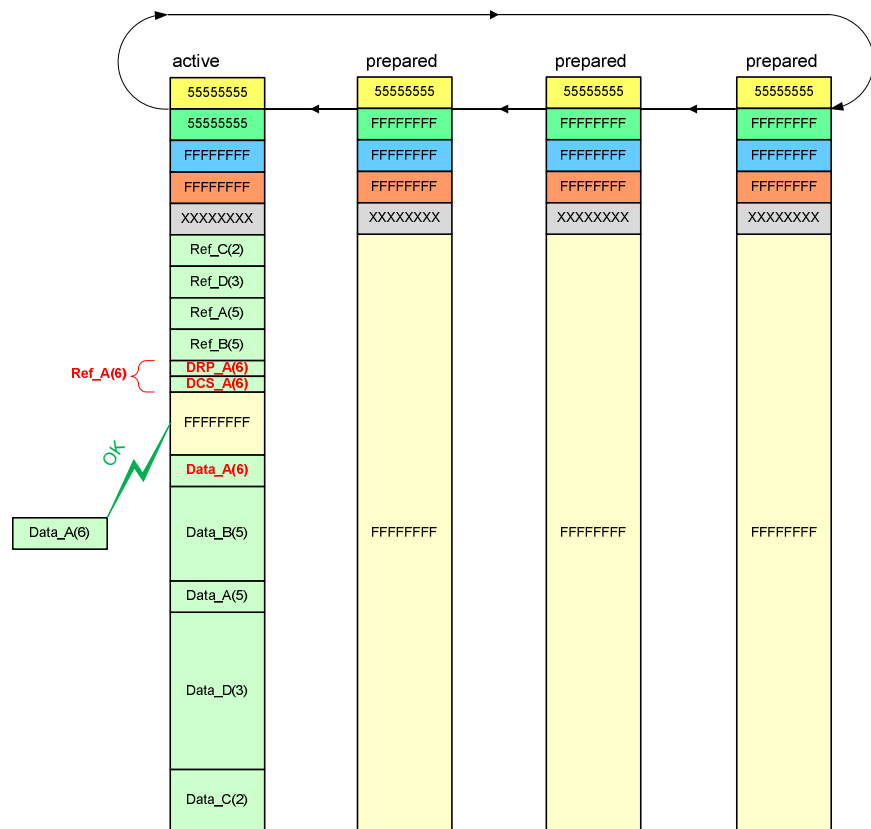 active
prepared
prepared
prepared
55555555
55555555
55555555
55555555
55555555
FFFFFFFF
FFFFFFFF
FFFFFFFF
FFFFFFFF
FFFFFFFF
FFFFFFFF
FFFFFFFF
FFFFFFFF
FFFFFFFF
FFFFFFFF
FFFFFFFF
XXXXXXXX
XXXXXXXX
XXXXXXXX
XXXXXXXX
Ref_C(2)
Ref_D(3)
Ref_A(5)
Ref_B(5)
Ref_A(6)
DRP_A(6)
DCS_A(6)
FFFFFFFF
OK
Data_A(6)
Data_A(6)
Data_B(5)
FFFFFFFF
FFFFFFFF
FFFFFFFF
Data_A(5)
Data_D(3)
Data_C(2)